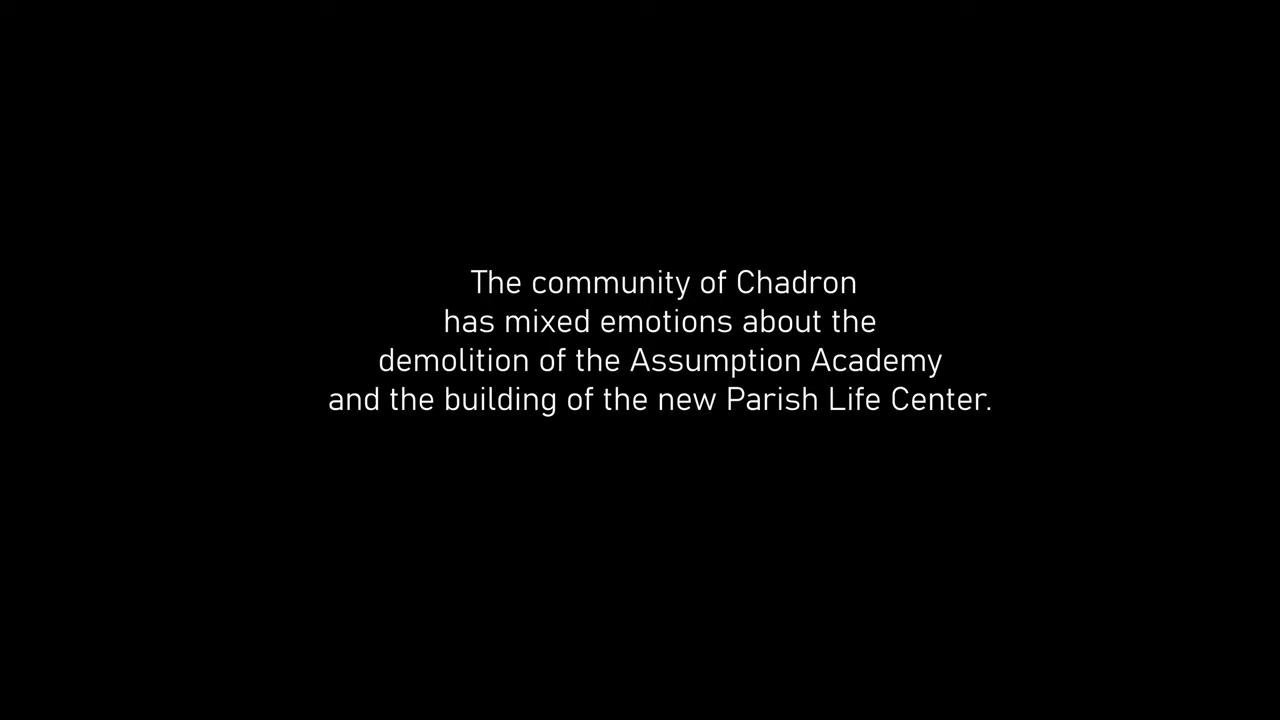 The community of Chadron
has mixed emotions about the
demolition of the Assumption Academy
and the building of the new Parish Life Center.